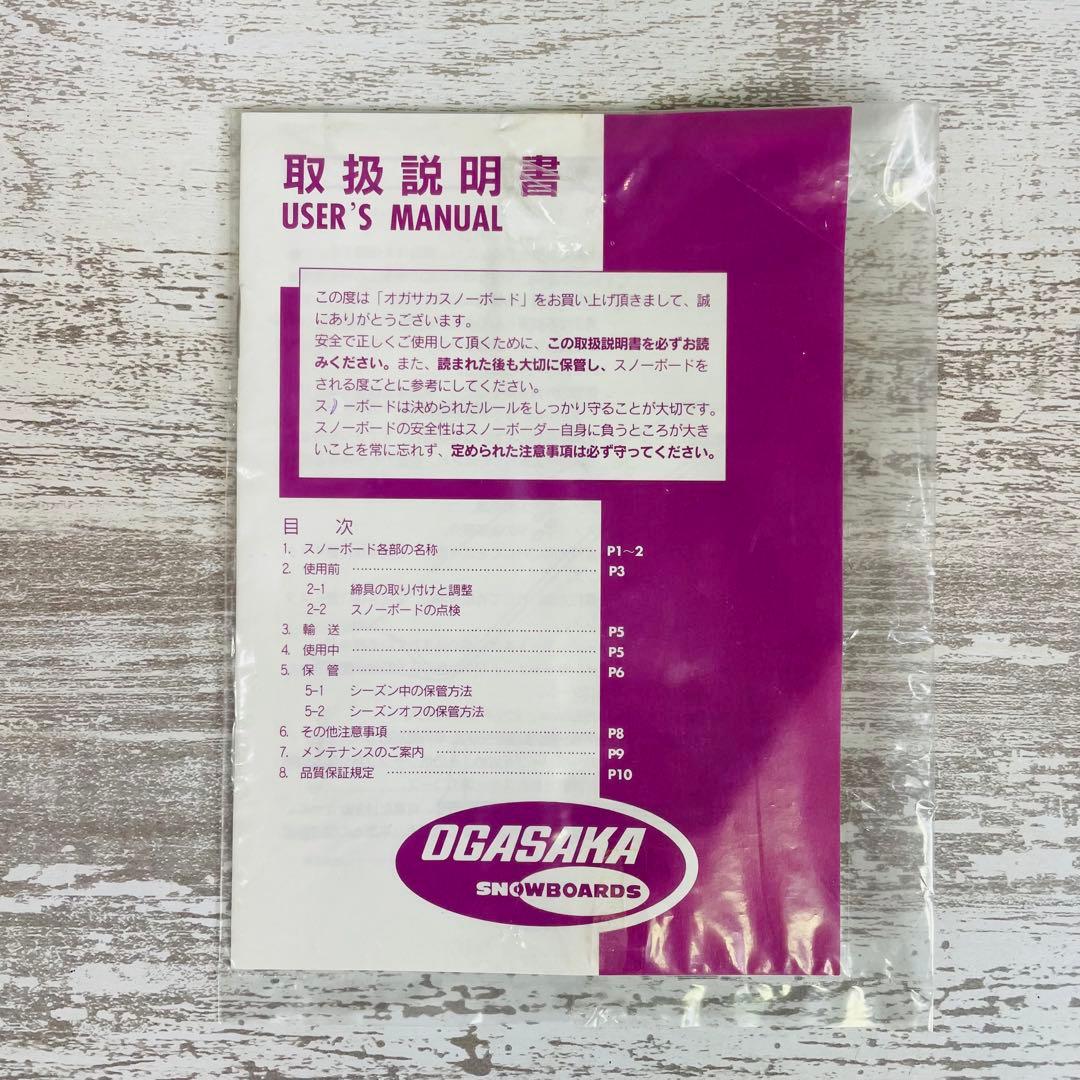 取扱説明書
USER'S MANUAL
この度は「オガサカスノーボード」をお買い上げ頂きまして、誠
にありがとうございます。
安全で正しくご使用して頂くために、この取扱説明書を必ずお読
みください。また、読まれた後も大切に保管し、スノーボードを
される度ごとに参考にしてください。
スノーボードは決められたルールをしっかり守ることが大切です。
スノーボードの安全性はスノーボーダー自身に負うところが大き
いことを常に忘れず、定められた注意事項は必ず守ってください。
目 次
1. スノーボード各部の名称 ………………………… P1〜2
2. 使用前 ………………………… P3
2-1 締具の取り付けと調整
2-2 スノーボードの点検
3. 輸 送 ………………………… P5
4. 使用中 ………………………… P5
5. 保 管 ………………………… P6
5-1 シーズン中の保管方法
5-2 シーズンオフの保管方法
6. その他注意事項 ………………………… P8
7. メンテナンスのご案内 ………………………… P9
8. 品質保証規定 ………………………… P10
OGASAKA
SNOWBOARDS